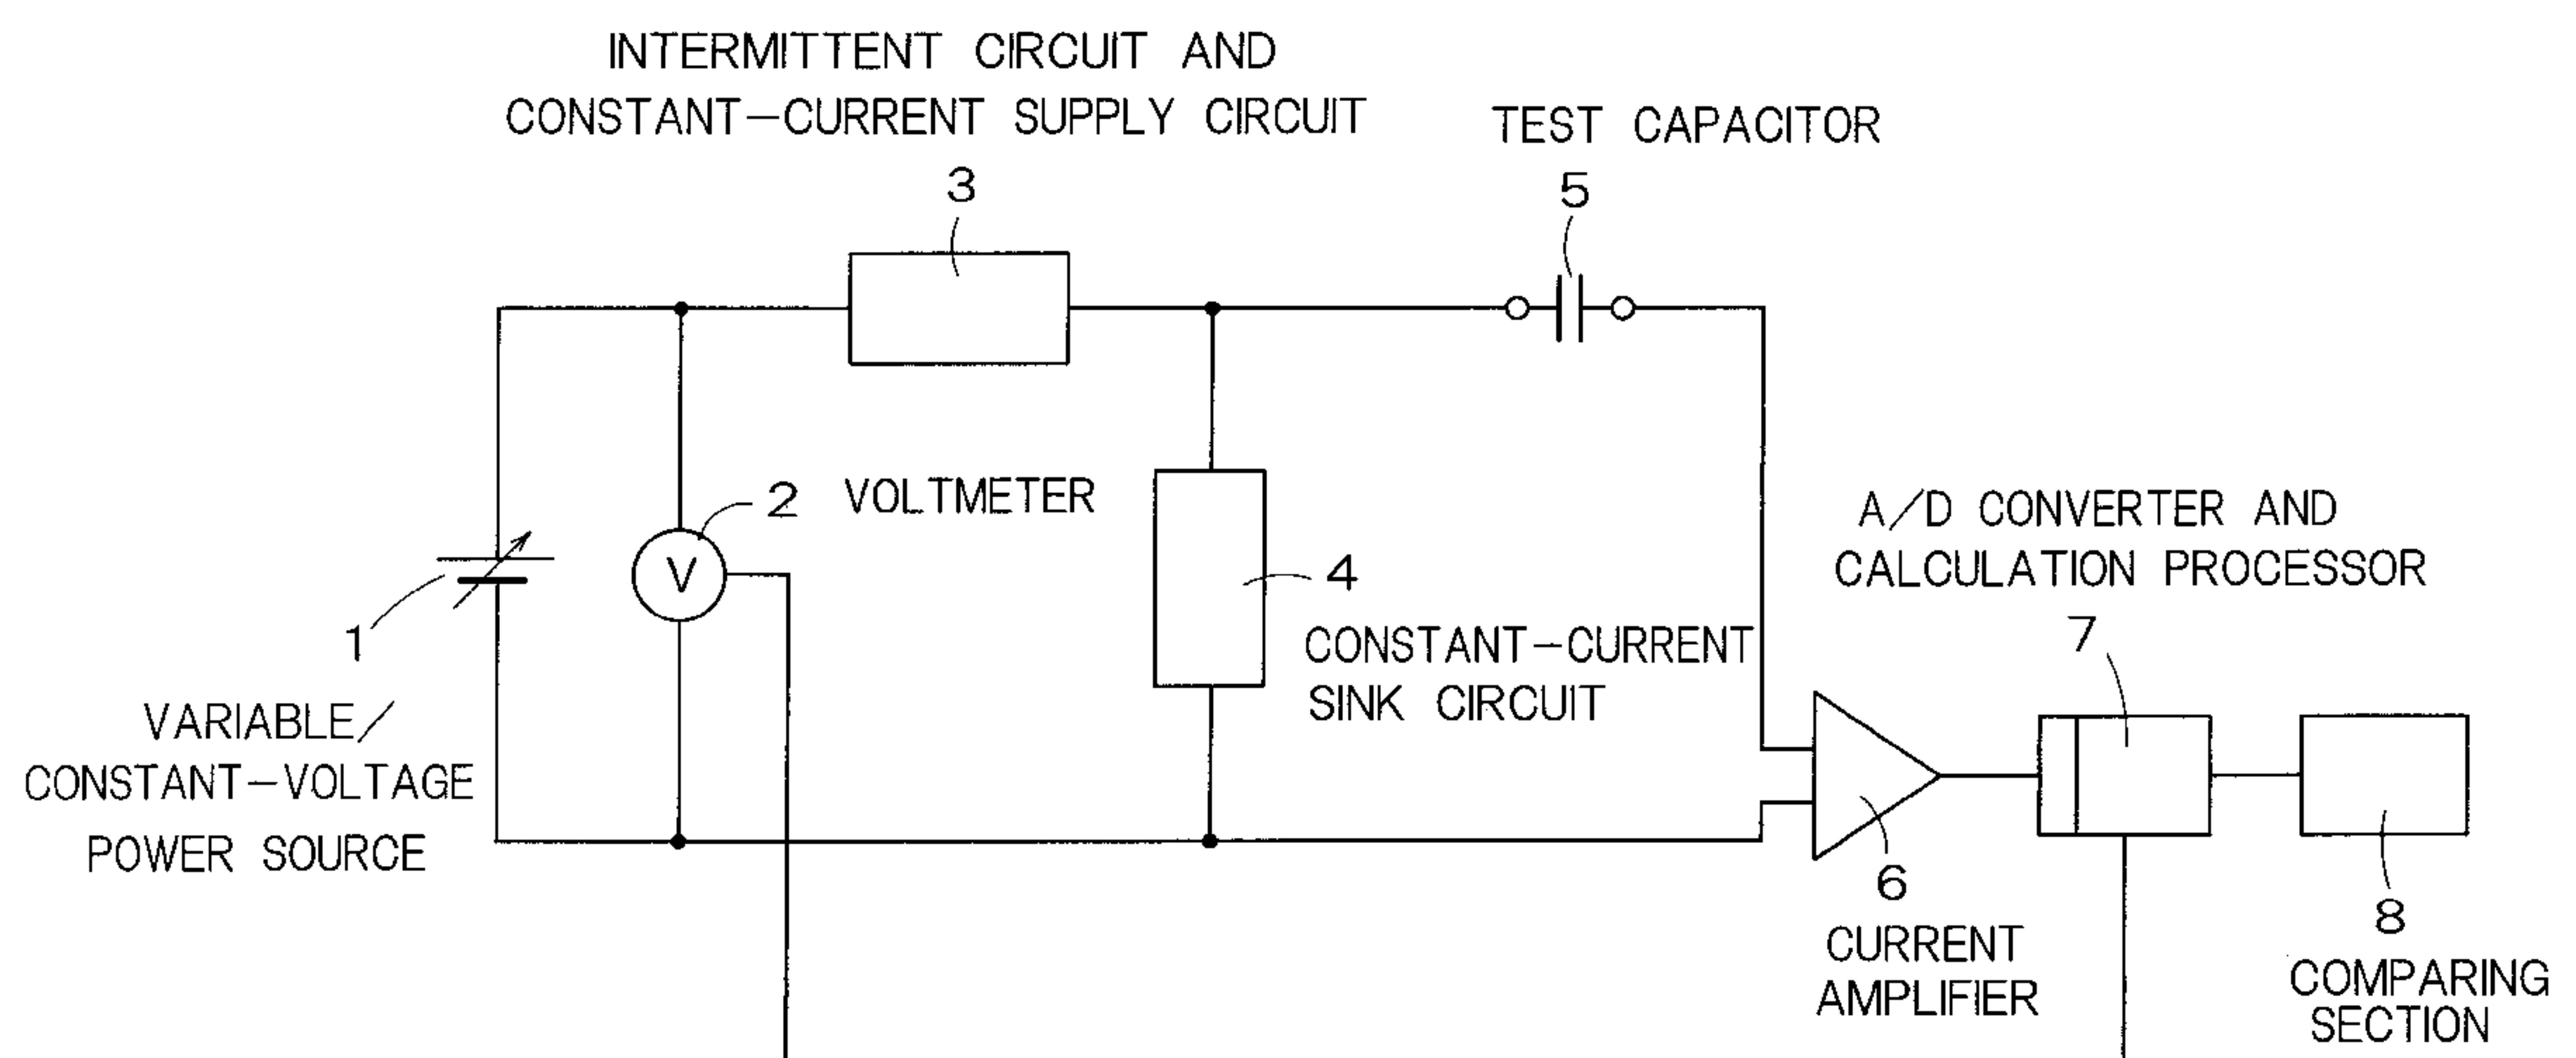 INTERMITTENT CIRCUIT AND
CONSTANT-CURRENT SUPPLY CIRCUIT
3
TEST CAPACITOR
5
2 VOLTMETER
V
1
VARIABLE/
CONSTANT-VOLTAGE
POWER SOURCE
4
CONSTANT-CURRENT
SINK CIRCUIT
A/D CONVERTER AND
CALCULATION PROCESSOR
7
6
CURRENT
AMPLIFIER
8
COMPARING
SECTION